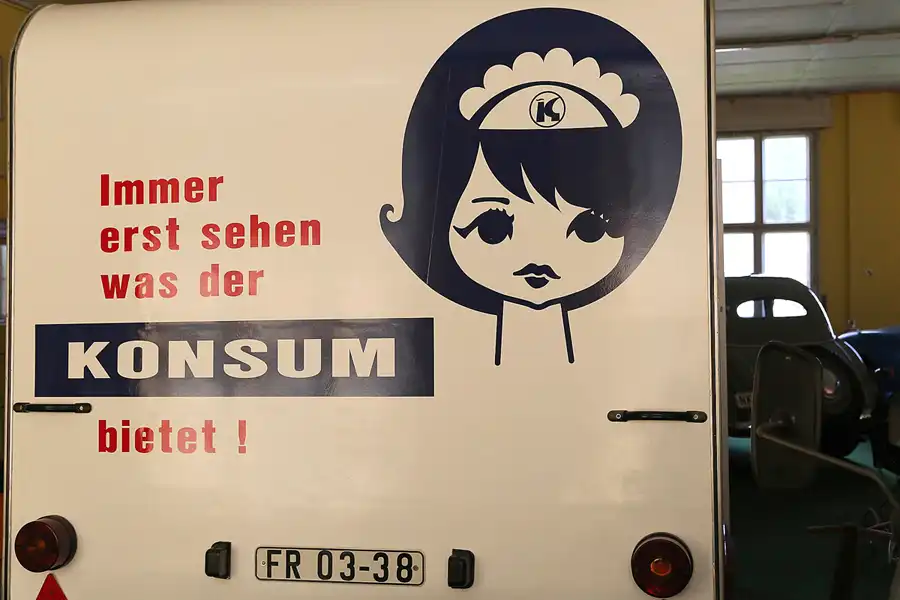 K
Immer
erst sehen
was der
KONSUM
bietet !
FR 03-38